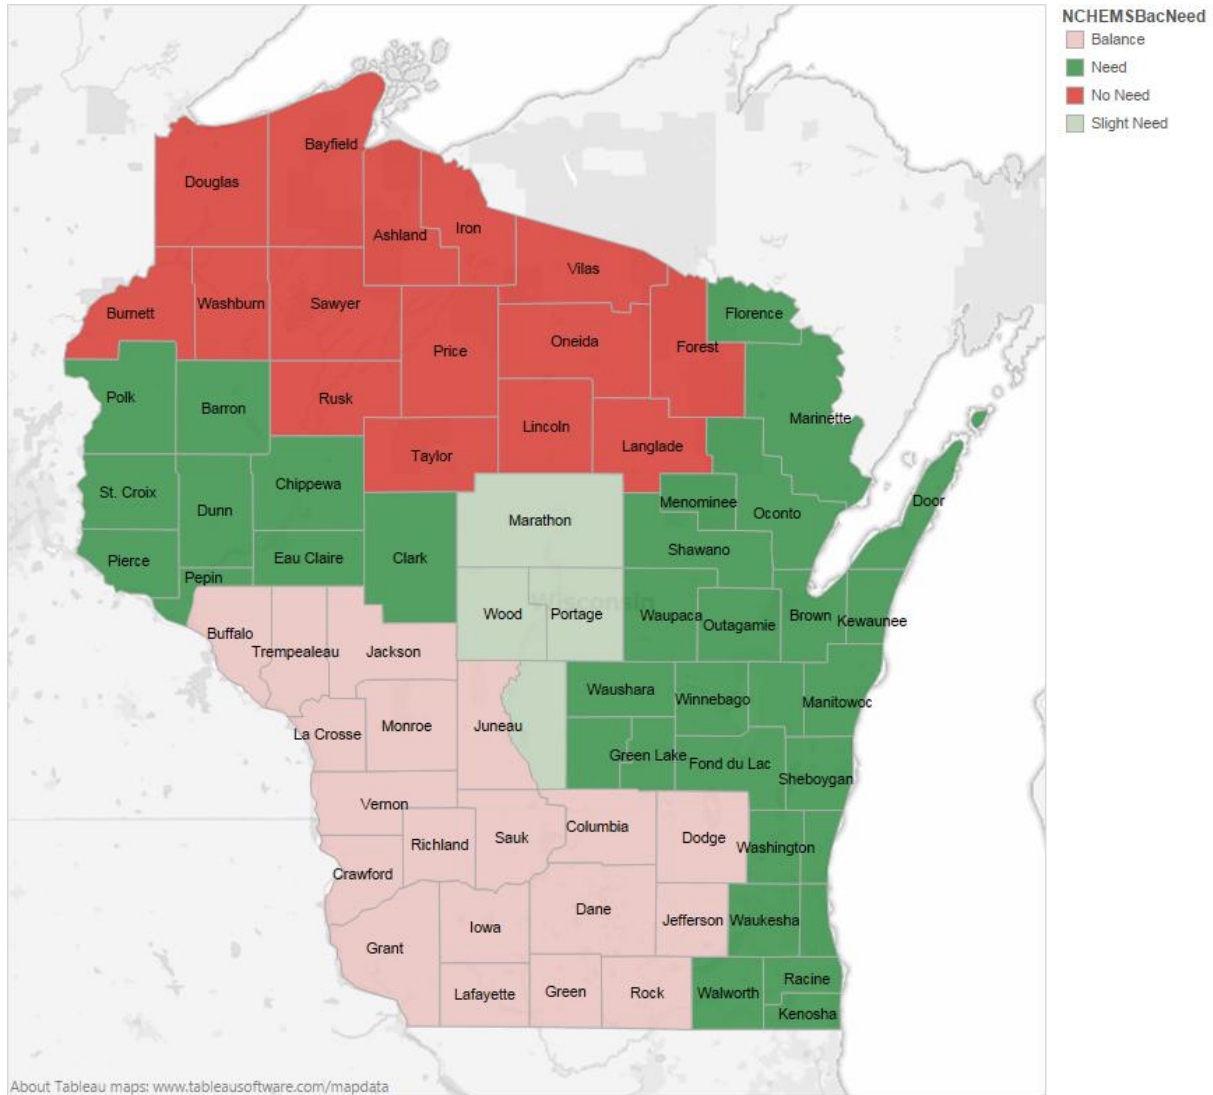 NCHEMSBacNeed
Balance
Need
No Need
Slight Need
Bayfield
Douglas
Iron
Ashland
Vilas
Washburn
Sawyer
Burnett
Florence
Oneida
Forest
Price
Polk
Rusk
Barron
Marinette
Lincoln
Langlade
Taylor
Chippewa
St. Croix
Menominee
Door
Dunn
Oconto
Marathon
Shawano
Eau Claire
Clark
Pierce
Pepin
Wisconsin
Wood
Portage
Waupaca
Brown
Kewaunee
Outagamie
Buffalo
Trempealeau
Jackson
Waushara
Winnebago
Manitowoc
Juneau
Monroe
La Crosse
Green Lake
Fond du Lac
Sheboygan
Vernon
Columbia
Sauk
Dodge
Richland
Washington
Crawford
Dane
Jefferson
Waukesha
Iowa
Grant
Racine
Lafayette
Green
Rock
Walworth
Kenosha
About Tableau maps: www.tableausoftware.com/mapdata